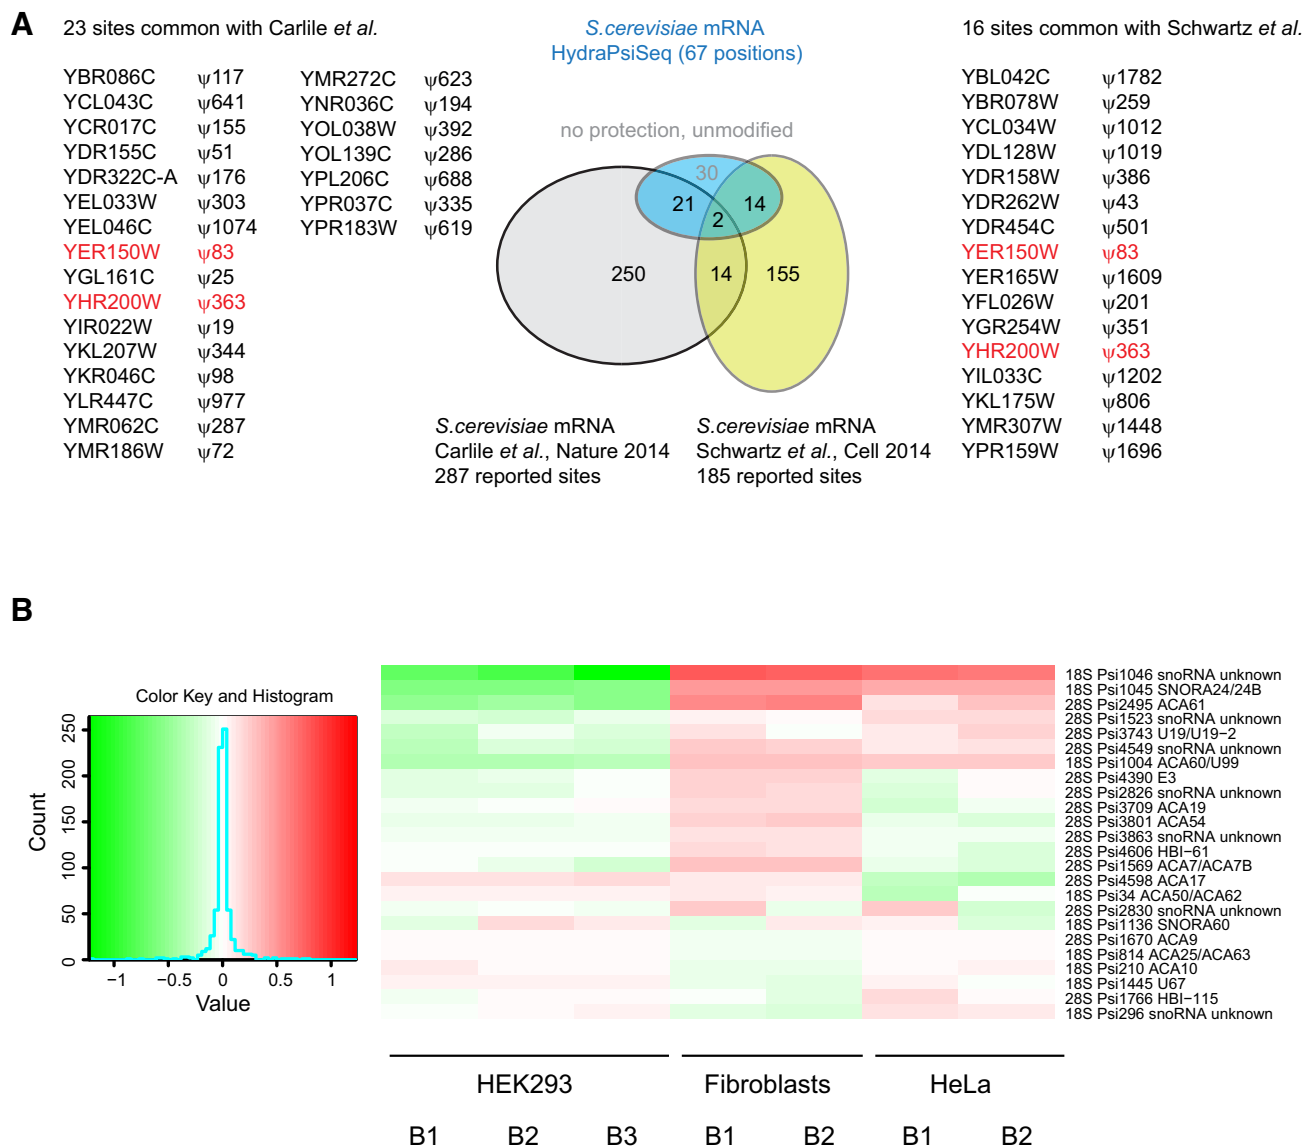 A
23 sites common with Carlile et al.
YBR086C ψ117
YCL043C ψ641
YCR017C ψ155
YDR155C ψ51
YDR322C-A ψ176
YEL033W ψ303
YEL046C ψ1074
YER150W ψ83
YGL161C ψ25
YHR200W ψ363
YIR022W ψ19
YKL207W ψ344
YKR046C ψ98
YLR447C ψ977
YMR062C ψ287
YMR186W ψ72
YMR272C ψ623
YNR036C ψ194
YOL038W ψ392
YOL139C ψ286
YPL206C ψ688
YPR037C ψ335
YPR183W ψ619
S.cerevisiae mRNA
HydraPsiSeq (67 positions)
no protection, unmodified
30
21
14
2
250
14
155
S.cerevisiae mRNA
Carlile et al., Nature 2014
287 reported sites
S.cerevisiae mRNA
Schwartz et al., Cell 2014
185 reported sites
16 sites common with Schwartz et al.
YBL042C ψ1782
YBR078W ψ259
YCL034W ψ1012
YDL128W ψ1019
YDR158W ψ386
YDR262W ψ43
YDR454C ψ501
YER150W ψ83
YER165W ψ1609
YFL026W ψ201
YGR254W ψ351
YHR200W ψ363
YIL033C ψ1202
YKL175W ψ806
YMR307W ψ1448
YPR159W ψ1696
B
Color Key and Histogram
Count
0
50
100
150
200
250
−1
−0.5
0
0.5
1
Value
18S Psi1046 snoRNA unknown
18S Psi1045 SNORA24/24B
28S Psi2495 ACA61
28S Psi1523 snoRNA unknown
28S Psi3743 U19/U19−2
28S Psi4549 snoRNA unknown
18S Psi1004 ACA60/U99
28S Psi4390 E3
28S Psi2826 snoRNA unknown
28S Psi3709 ACA19
28S Psi3801 ACA54
28S Psi3863 snoRNA unknown
28S Psi4606 HBI−61
28S Psi1569 ACA7/ACA7B
28S Psi4598 ACA17
18S Psi34 ACA50/ACA62
28S Psi2830 snoRNA unknown
18S Psi1136 SNORA60
28S Psi1670 ACA9
18S Psi814 ACA25/ACA63
18S Psi210 ACA10
18S Psi1445 U67
28S Psi1766 HBI−115
18S Psi296 snoRNA unknown
HEK293
Fibroblasts
HeLa
B1
B2
B3
B1
B2
B1
B2